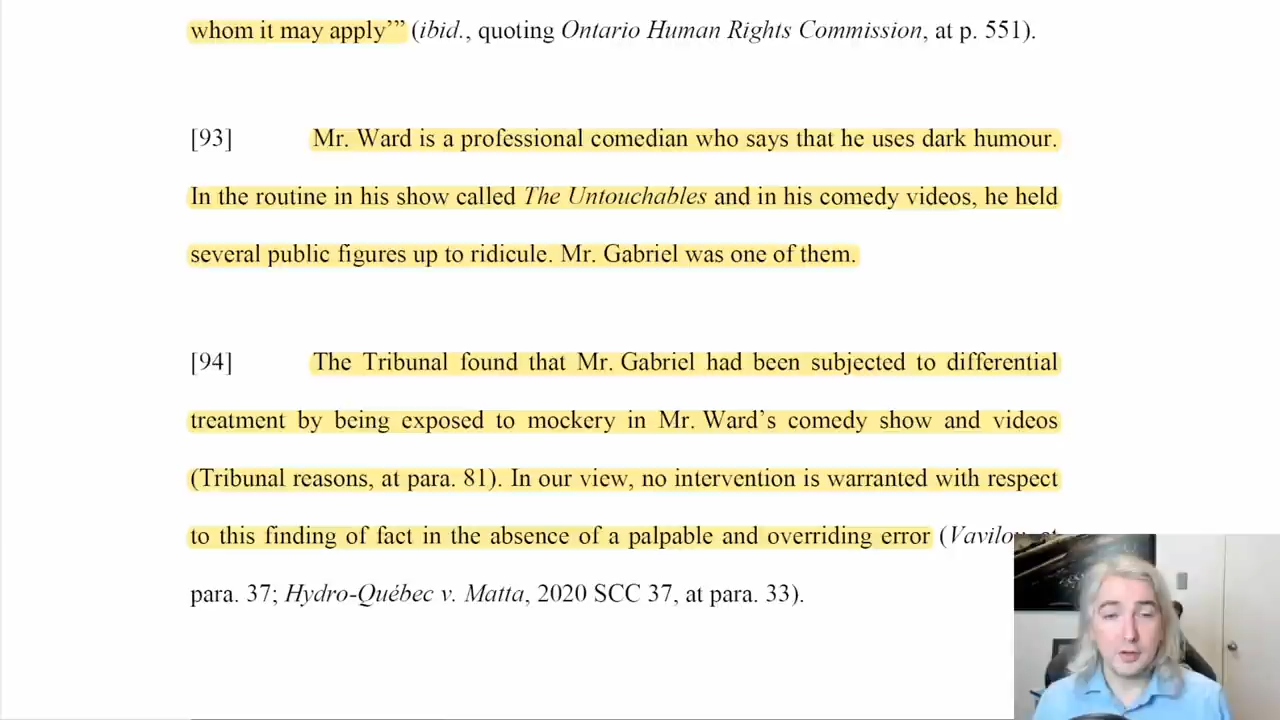 whom it may apply’” (ibid., quoting Ontario Human Rights Commission, at p. 551).
[93] Mr. Ward is a professional comedian who says that he uses dark humour.
In the routine in his show called The Untouchables and in his comedy videos, he held
several public figures up to ridicule. Mr. Gabriel was one of them.
[94] The Tribunal found that Mr. Gabriel had been subjected to differential
treatment by being exposed to mockery in Mr. Ward’s comedy show and videos
(Tribunal reasons, at para. 81). In our view, no intervention is warranted with respect
to this finding of fact in the absence of a palpable and overriding error (Vavilov, at
para. 37; Hydro-Québec v. Matta, 2020 SCC 37, at para. 33).